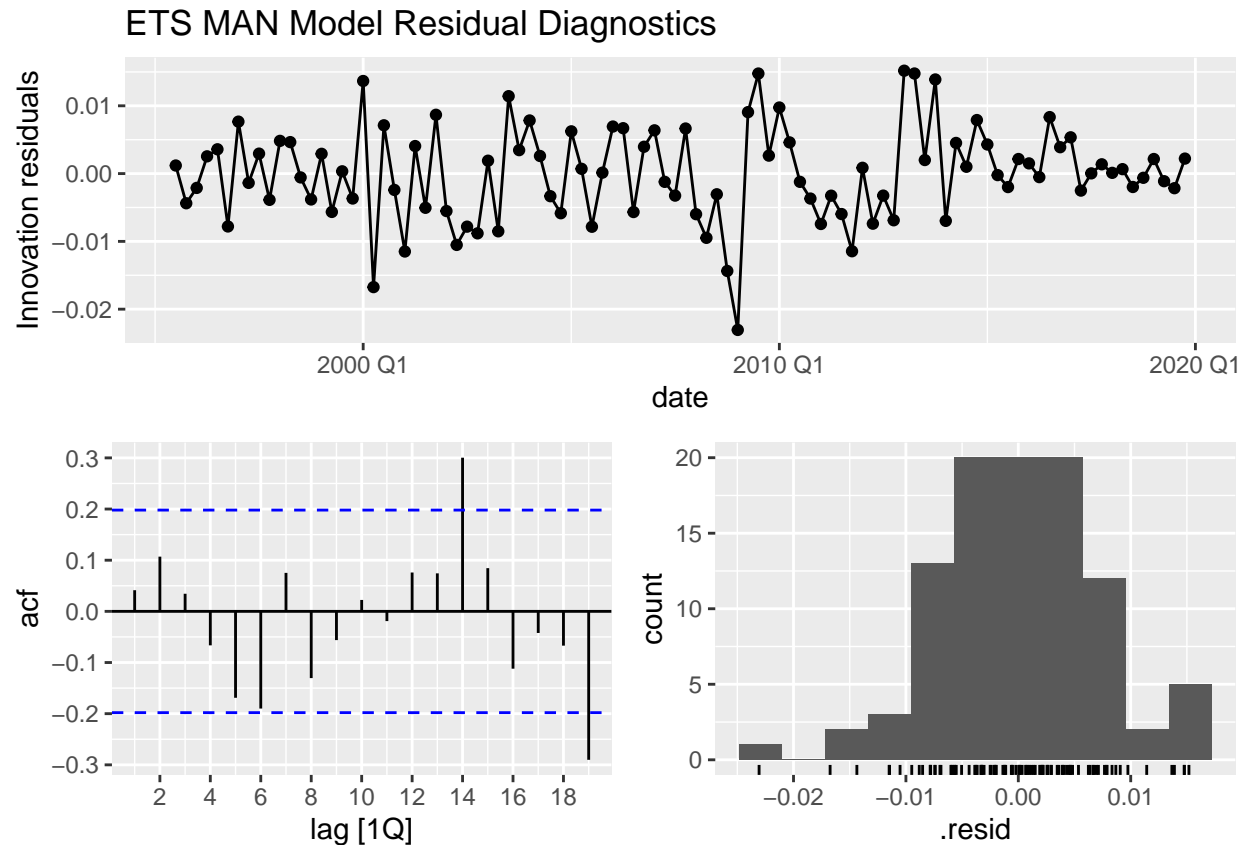 ETS MAN Model Residual Diagnostics
Innovation residuals
0.01
0.00
−0.01
−0.02
2000 Q1 2010 Q1 2020 Q1
date
acf
0.3
0.2
0.1
0.0
−0.1
−0.2
−0.3
2 4 6 8 10 12 14 16 18
lag [1Q]
count
20
15
10
5
0
−0.02 −0.01 0.00 0.01
.resid